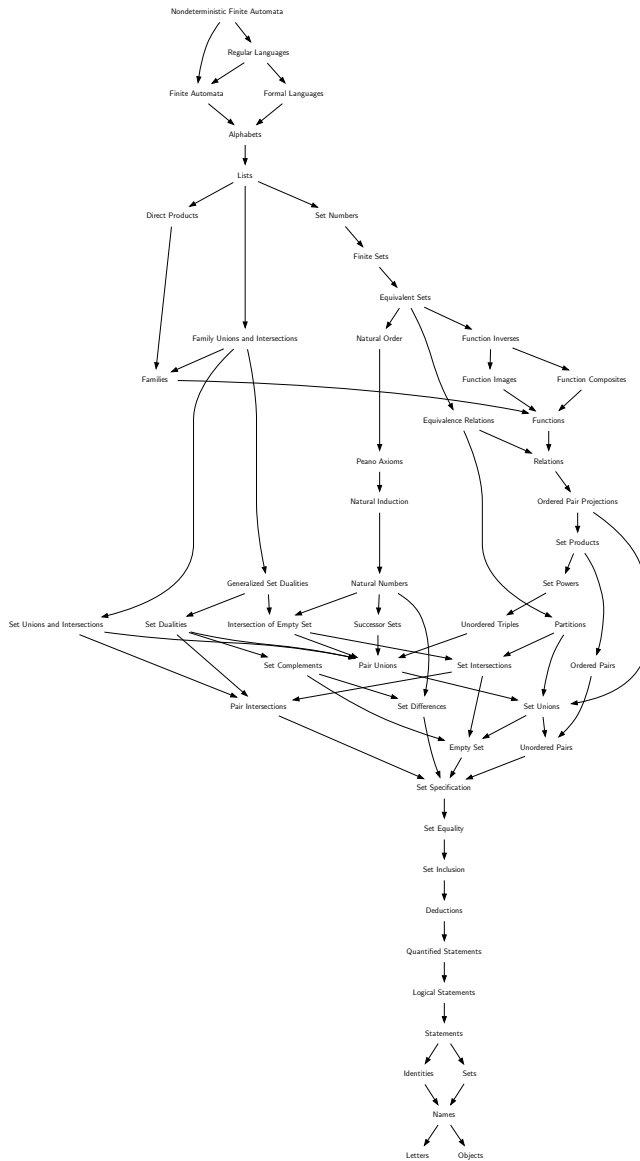 Nondeterministic Finite Automata
Regular Languages
Finite Automata
Formal Languages
Alphabets
Lists
Direct Products
Set Numbers
Finite Sets
Equivalent Sets
Family Unions and Intersections
Natural Order
Function Inverses
Families
Function Images
Function Composites
Equivalence Relations
Functions
Peano Axioms
Relations
Natural Induction
Ordered Pair Projections
Set Products
Generalized Set Dualities
Natural Numbers
Set Powers
Set Unions and Intersections
Set Dualities
Intersection of Empty Set
Successor Sets
Unordered Triples
Partitions
Set Complements
Pair Unions
Set Intersections
Ordered Pairs
Pair Intersections
Set Differences
Set Unions
Empty Set
Unordered Pairs
Set Specification
Set Equality
Set Inclusion
Deductions
Quantified Statements
Logical Statements
Statements
Identities
Sets
Names
Letters
Objects